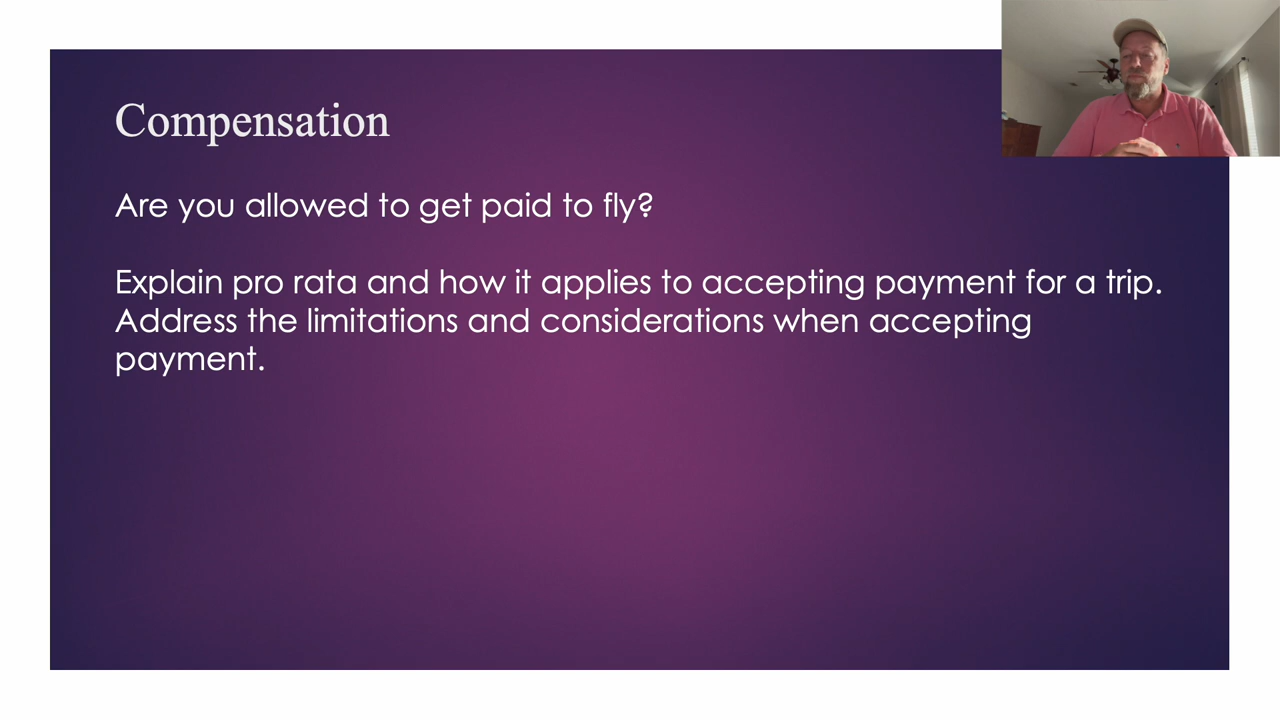 Compensation
Are you allowed to get paid to fly?
Explain pro rata and how it applies to accepting payment for a trip.
Address the limitations and considerations when accepting
payment.